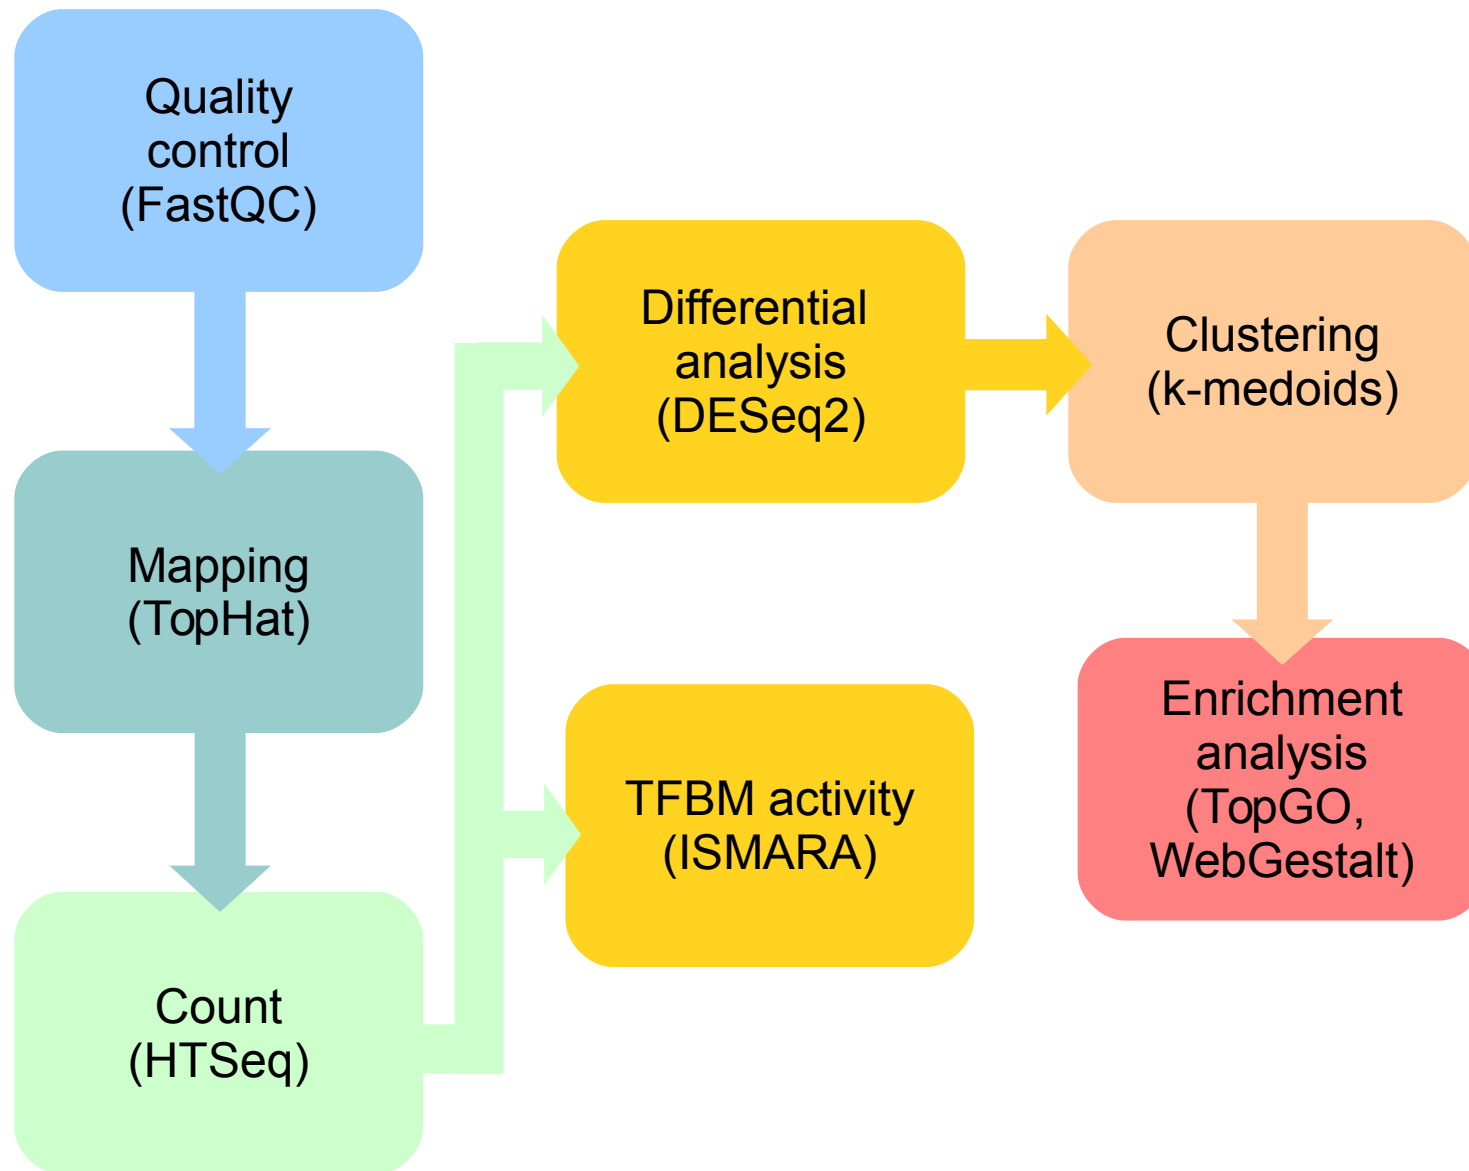 Quality
control
(FastQC)
Mapping
(TopHat)
Count
(HTSeq)
Differential
analysis
(DESeq2)
TFBM activity
(ISMARA)
Clustering
(k-medoids)
Enrichment
analysis
(TopGO,
WebGestalt)